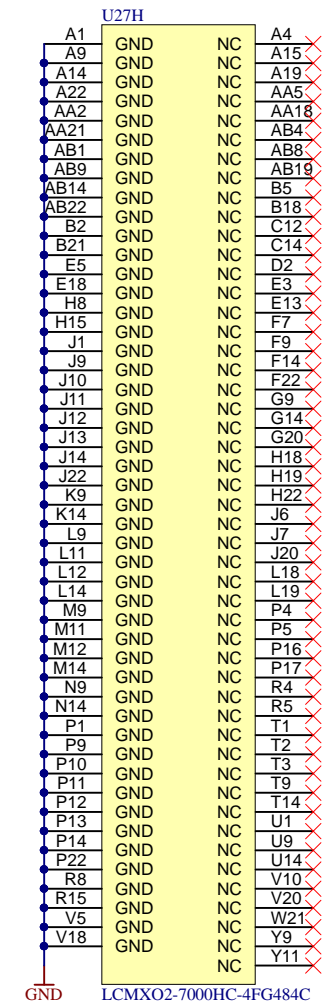 U27H
A1 GND NC A4
A9 GND NC A15
A14 GND NC A19
A22 GND NC AA5
AA2 GND NC AA18
AA21 GND NC AB4
AB1 GND NC AB8
AB9 GND NC AB19
AB14 GND NC B5
AB22 GND NC B18
B2 GND NC C12
B21 GND NC C14
E5 GND NC D2
E18 GND NC E3
H8 GND NC E13
H15 GND NC F7
J1 GND NC F9
J9 GND NC F14
J10 GND NC F22
J11 GND NC G9
J12 GND NC G14
J13 GND NC G20
J14 GND NC H18
J22 GND NC H19
K9 GND NC H22
K14 GND NC J6
L9 GND NC J7
L11 GND NC J20
L12 GND NC L18
L14 GND NC L19
M9 GND NC P4
M11 GND NC P5
M12 GND NC P16
M14 GND NC P17
N9 GND NC R4
N14 GND NC R5
P1 GND NC T1
P9 GND NC T2
P10 GND NC T3
P11 GND NC T9
P12 GND NC T14
P13 GND NC U1
P14 GND NC U9
P22 GND NC U14
R8 GND NC V10
R15 GND NC V20
V5 GND NC W21
V18 GND NC Y9
NC Y11
GND LCMXO2-7000HC-4FG484C